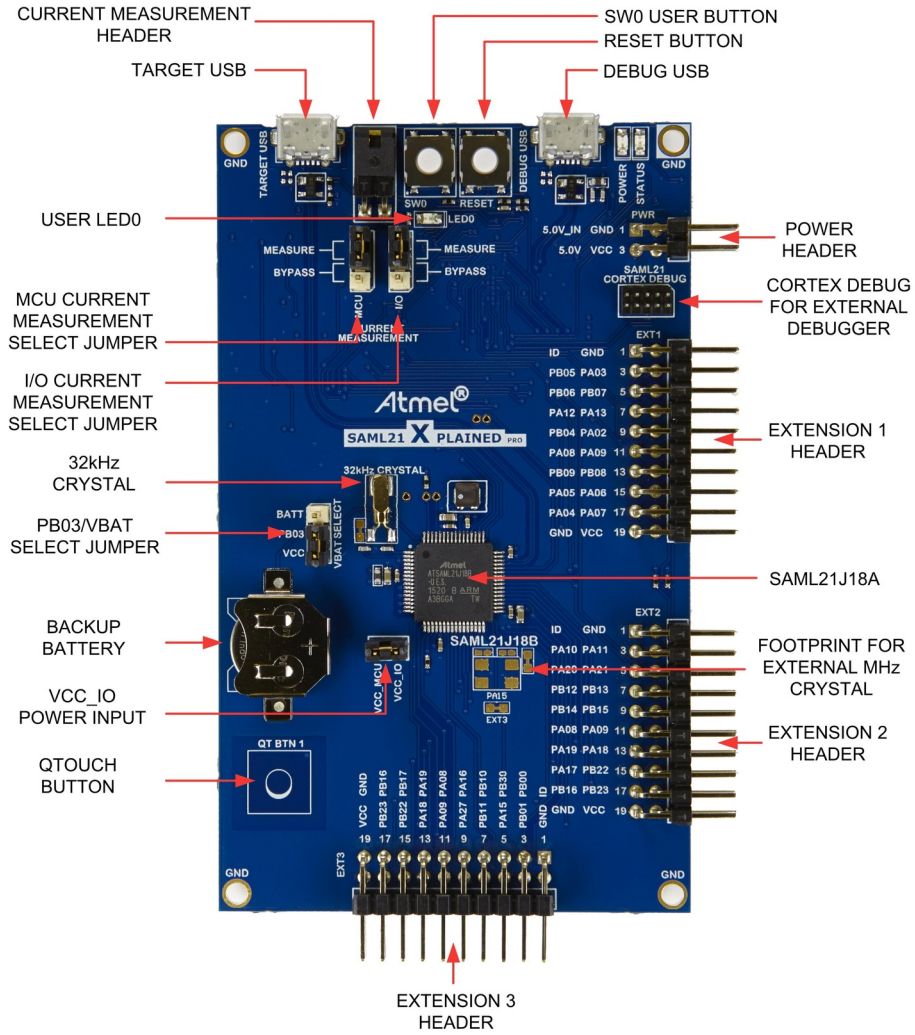 CURRENT MEASUREMENT
HEADER
SW0 USER BUTTON
RESET BUTTON
TARGET USB
DEBUG USB
GND
TARGET USB
SW0
RESET
DEBUG USB
POWER
STATUS
GND
USER LED0
LED0
PWR
5.0V_IN GND 1
5.0V VCC 3
POWER
HEADER
MEASURE
MEASURE
BYPASS
BYPASS
SAML21
CORTEX DEBUG
CORTEX DEBUG
FOR EXTERNAL
DEBUGGER
MCU CURRENT
MEASUREMENT
SELECT JUMPER
MCU
I/O
CURRENT
MEASUREMENT
I/O CURRENT
MEASUREMENT
SELECT JUMPER
EXT1
ID GND 1
PB05 PA03 3
PB06 PB07 5
PA12 PA13 7
PB04 PA02 9
PA08 PA09 11
PB09 PB08 13
PA05 PA06 15
PA04 PA07 17
GND VCC 19
EXTENSION 1
HEADER
Atmel®
SAML21 XPLAINED PRO
32kHz
CRYSTAL
32kHz CRYSTAL
PB03/VBAT
SELECT JUMPER
BATT
PB03
VCC
VBAT SELECT
Atmel
ATSAML21J18B
-UES
1520 B ARM
A3BGGA TW
SAML21J18A
SAML21J18B
BACKUP
BATTERY
VCC_IO
POWER INPUT
VCC_MCU
VCC_IO
PA15
EXT3
FOOTPRINT FOR
EXTERNAL MHz
CRYSTAL
EXT2
ID GND 1
PA10 PA11 3
PA20 PA21 5
PB12 PB13 7
PB14 PB15 9
PA08 PA09 11
PA19 PA18 13
PA17 PB22 15
PB16 PB23 17
GND VCC 19
EXTENSION 2
HEADER
QTOUCH
BUTTON
QT BTN 1
EXT3
VCC GND
PB23 PB16
PB22 PB17
PA18 PA19
PA09 PA08
PA27 PA16
PB11 PB10
PA15 PB30
PB01 PB00
GND ID
19 17 15 13 11 9 7 5 3 1
GND
GND
EXTENSION 3
HEADER